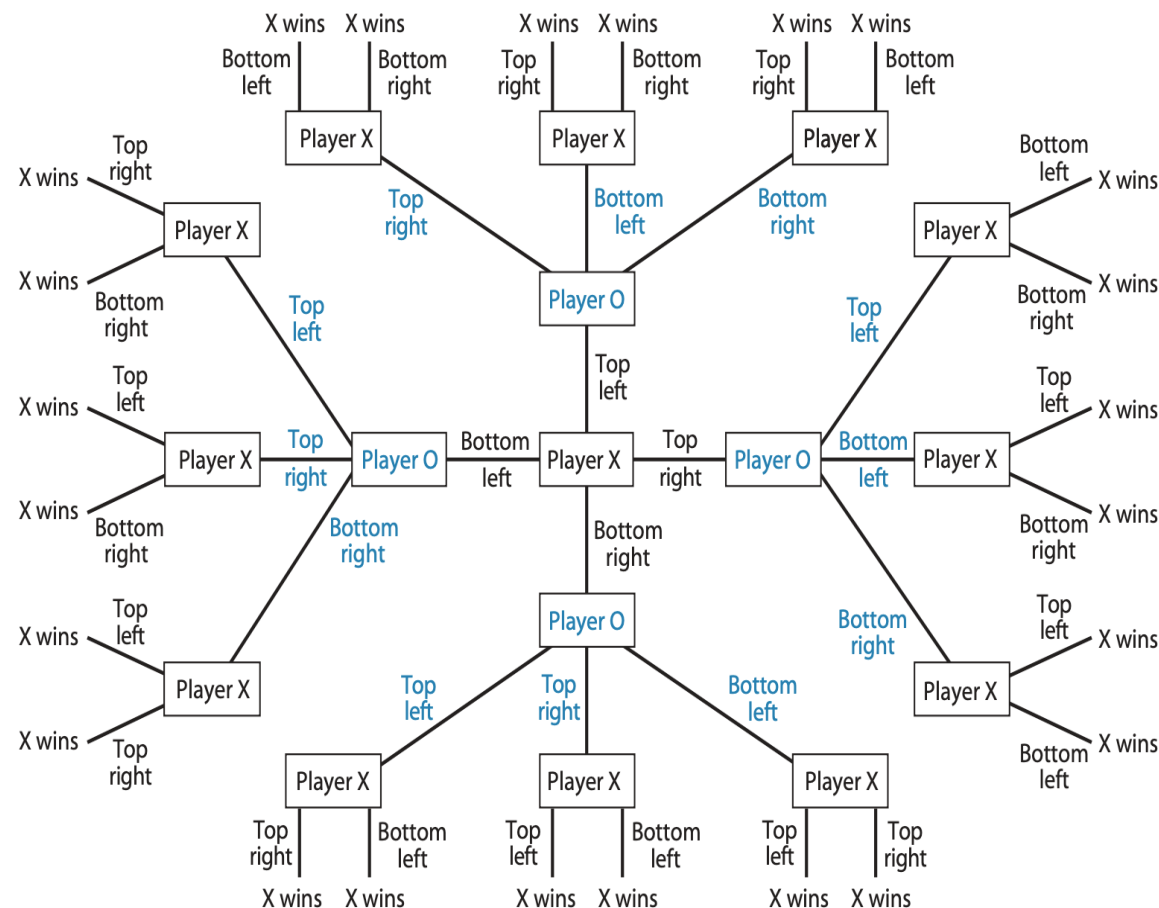 X wins X wins X wins X wins X wins X wins
Bottom
left
Bottom
right
Top
right
Bottom
right
Top
right
Bottom
left
Player X
Player X
Player X
Top
right
X wins
Bottom
left
X wins
Top
right
Bottom
left
Bottom
right
Player X
Player X
X wins
Bottom
right
X wins
Bottom
right
Player O
Top
left
Top
left
Top
left
Top
left
X wins
Top
left
X wins
Player X
Top
right
Player O
Bottom
left
Player X
Top
right
Player O
Bottom
left
Player X
X wins
Bottom
right
X wins
Bottom
right
Bottom
right
Bottom
right
Top
left
X wins
Top
left
X wins
Player O
Bottom
right
Player X
Player X
X wins
Top
right
X wins
Bottom
left
Top
left
Top
right
Bottom
left
Player X
Player X
Player X
Top
right
Bottom
left
Top
left
Bottom
left
Top
left
Top
right
X wins X wins X wins X wins X wins X wins